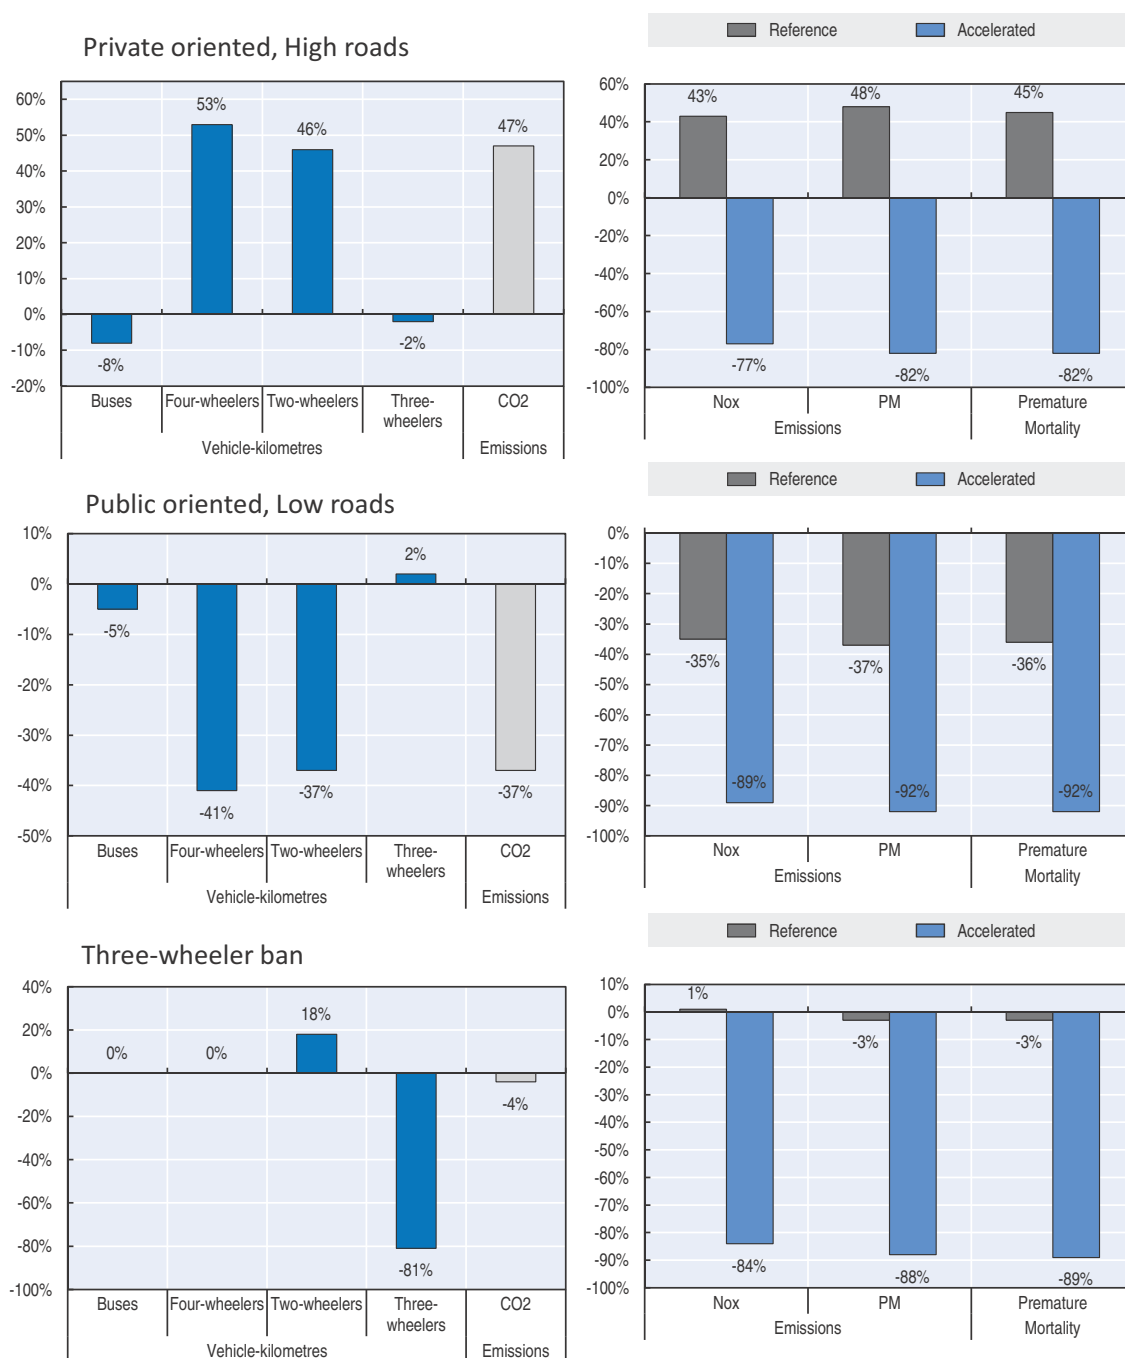 Private oriented, High roads
60%
50%
40%
30%
20%
10%
0%
-10%
-20%
-8%
53%
46%
-2%
47%
Buses Four-wheelers Two-wheelers Three-wheelers CO2
Vehicle-kilometres Emissions
Reference Accelerated
60%
40%
20%
0%
-20%
-40%
-60%
-80%
-100%
43% 48% 45%
-77% -82% -82%
Nox PM Premature
Emissions Mortality
Public oriented, Low roads
10%
0%
-10%
-20%
-30%
-40%
-50%
-5%
-41%
-37%
2%
-37%
Buses Four-wheelers Two-wheelers Three-wheelers CO2
Vehicle-kilometres Emissions
Reference Accelerated
0%
-10%
-20%
-30%
-40%
-50%
-60%
-70%
-80%
-90%
-100%
-35% -37% -36%
-89% -92% -92%
Nox PM Premature
Emissions Mortality
Three-wheeler ban
40%
20%
0%
-20%
-40%
-60%
-80%
-100%
0% 0% 18%
-81%
-4%
Buses Four-wheelers Two-wheelers Three-wheelers CO2
Vehicle-kilometres Emissions
Reference Accelerated
10%
0%
-10%
-20%
-30%
-40%
-50%
-60%
-70%
-80%
-90%
-100%
1% -3% -3%
-84% -88% -89%
Nox PM Premature
Emissions Mortality